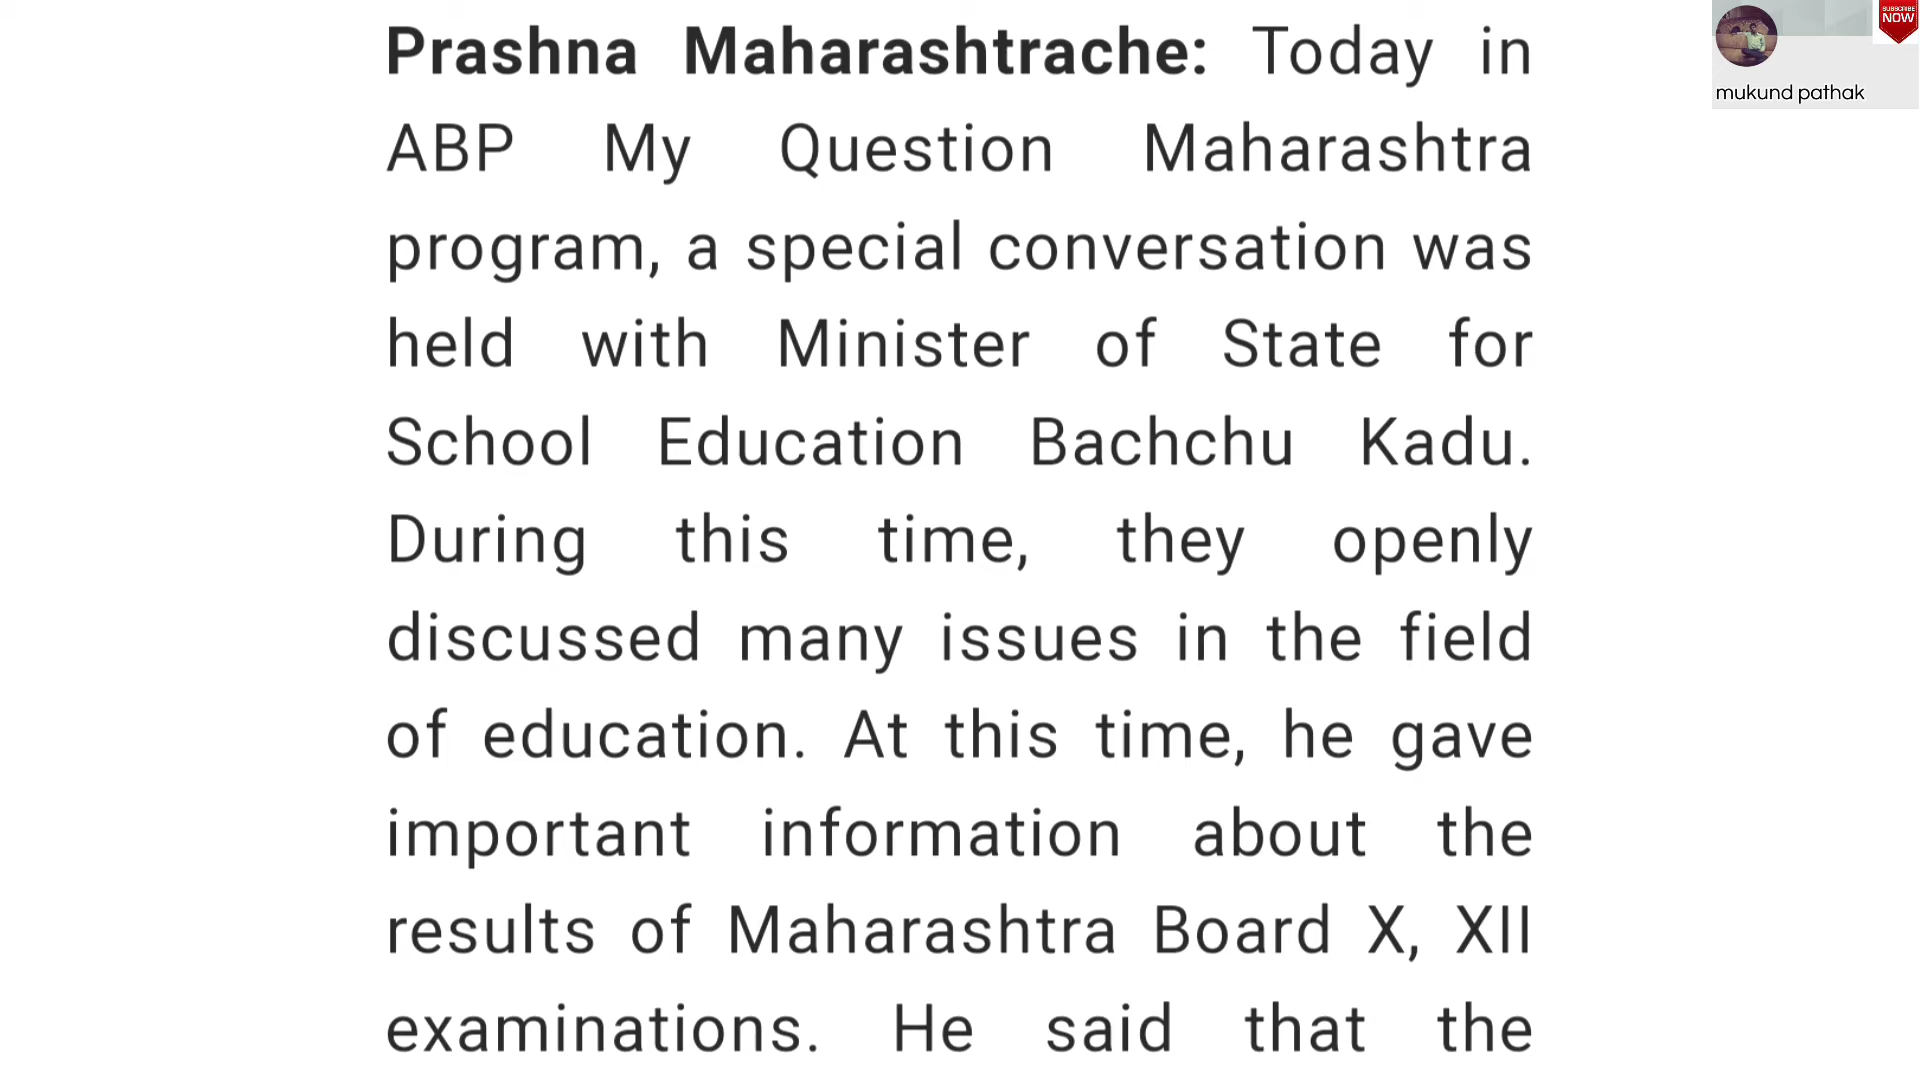 Prashna Maharashtrache: Today in
ABP My Question Maharashtra
program, a special conversation was
held with Minister of State for
School Education Bachchu Kadu.
During this time, they openly
discussed many issues in the field
of education. At this time, he gave
important information about the
results of Maharashtra Board X, XII
examinations. He said that the
SUBSCRIBE
NOW
mukund pathak